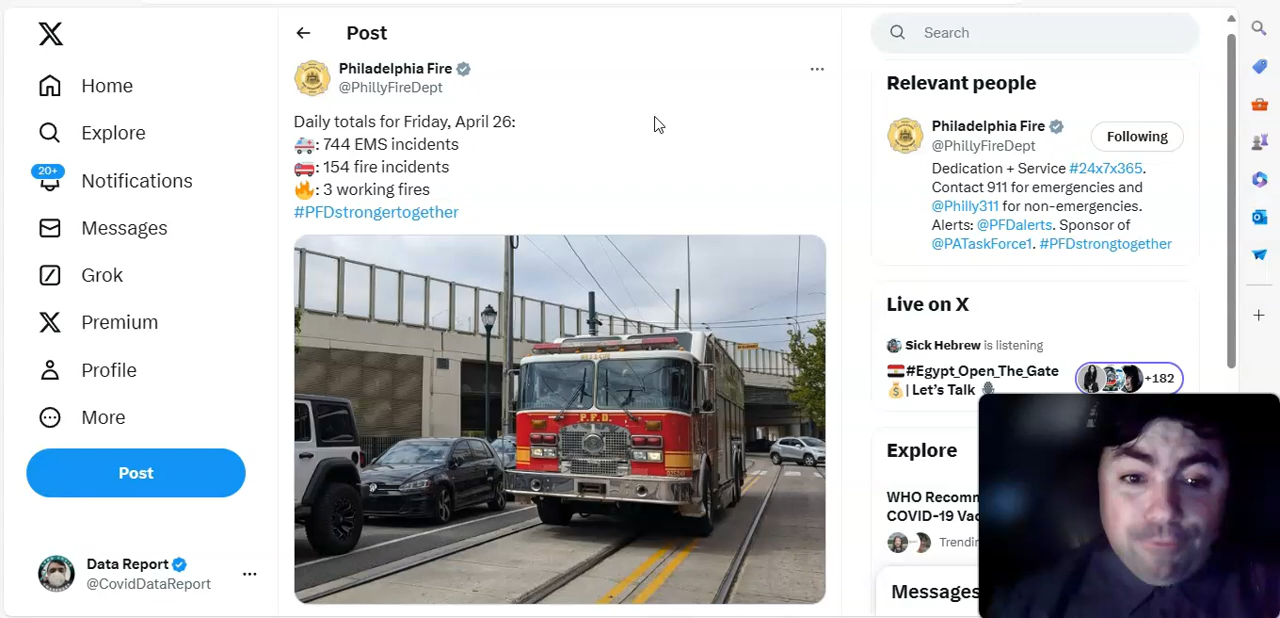 Home
Explore
20+
Notifications
Messages
Grok
Premium
Profile
More
Post
Data Report
@CovidDataReport
Post
Philadelphia Fire
@PhillyFireDept
Daily totals for Friday, April 26:
: 744 EMS incidents
: 154 fire incidents
: 3 working fires
#PFDstrongertogether
RESCUE
P.F.D.
Search
Relevant people
Philadelphia Fire
@PhillyFireDept
Following
Dedication + Service #24x7x365.
Contact 911 for emergencies and
@Philly311 for non-emergencies.
Alerts: @PFDalerts. Sponsor of
@PATaskForce1. #PFDstrongtogether
Live on X
Sick Hebrew is listening
#Egypt_Open_The_Gate
| Let's Talk
+182
Explore
WHO Recomn
COVID-19 Vac
Trendin
Messages